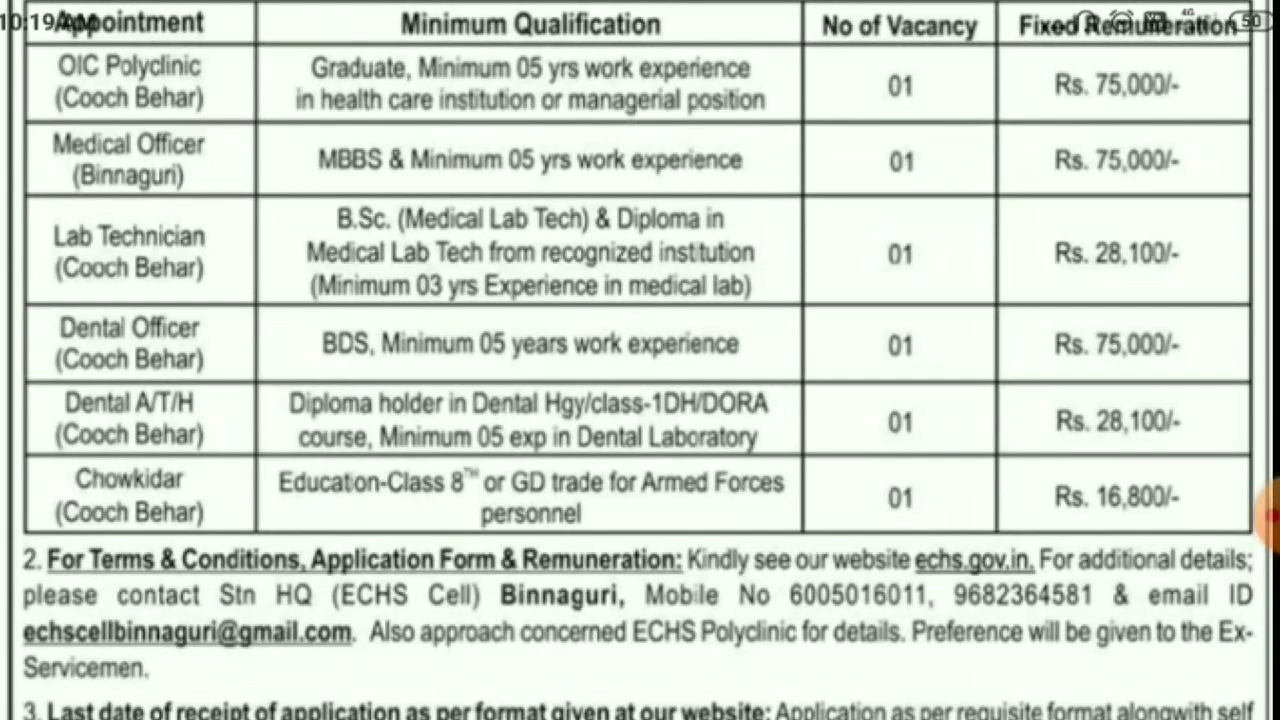 10:19 AM
Appointment
Minimum Qualification
No of Vacancy
Fixed Remuneration
50
OIC Polyclinic
(Cooch Behar)
Graduate, Minimum 05 yrs work experience
in health care institution or managerial position
01
Rs. 75,000/-
Medical Officer
(Binnaguri)
MBBS & Minimum 05 yrs work experience
01
Rs. 75,000/-
Lab Technician
(Cooch Behar)
B.Sc. (Medical Lab Tech) & Diploma in
Medical Lab Tech from recognized institution
(Minimum 03 yrs Experience in medical lab)
01
Rs. 28,100/-
Dental Officer
(Cooch Behar)
BDS, Minimum 05 years work experience
01
Rs. 75,000/-
Dental A/T/H
(Cooch Behar)
Diploma holder in Dental Hgy/class-1DH/DORA
course, Minimum 05 exp in Dental Laboratory
01
Rs. 28,100/-
Chowkidar
(Cooch Behar)
Education-Class 8TH or GD trade for Armed Forces
personnel
01
Rs. 16,800/-
2. For Terms & Conditions, Application Form & Remuneration: Kindly see our website echs.gov.in. For additional details;
please contact Stn HQ (ECHS Cell) Binnaguri, Mobile No 6005016011, 9682364581 & email ID
echscellbinnaguri@gmail.com. Also approach concerned ECHS Polyclinic for details. Preference will be given to the Ex-
Servicemen.
3. Last date of receipt of application as per format given at our website: Application as per requisite format alongwith self